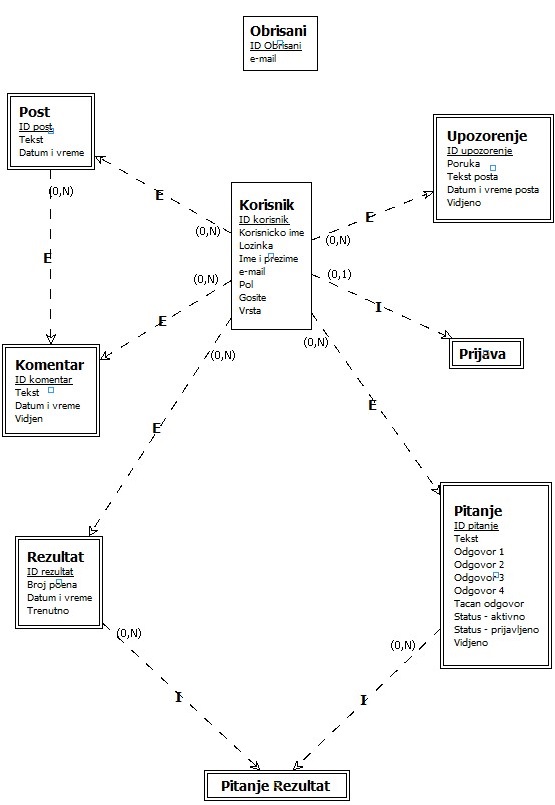 Obrisani
ID Obrisani
e-mail
Post
ID post
Tekst
Datum i vreme
(0,N)
E
Upozorenje
ID upozorenje
Poruka
Tekst posta
Datum i vreme posta
Vidjeno
E
(0,N)
Korisnik
ID korisnik
Korisnicko ime
Lozinka
Ime i prezime
e-mail
Pol
Gosite
Vrsta
E
(0,N)
(0,N)
E
(0,1)
I
Prijava
Komentar
ID komentar
Tekst
Datum i vreme
Vidjen
(0,N)
E
(0,N)
E
Rezultat
ID rezultat
Broj poena
Datum i vreme
Trenutno
Pitanje
ID pitanje
Tekst
Odgovor 1
Odgovor 2
Odgovor 3
Odgovor 4
Tacan odgovor
Status - aktivno
Status - prijavljeno
Vidjeno
(0,N)
I
(0,N)
I
Pitanje Rezultat